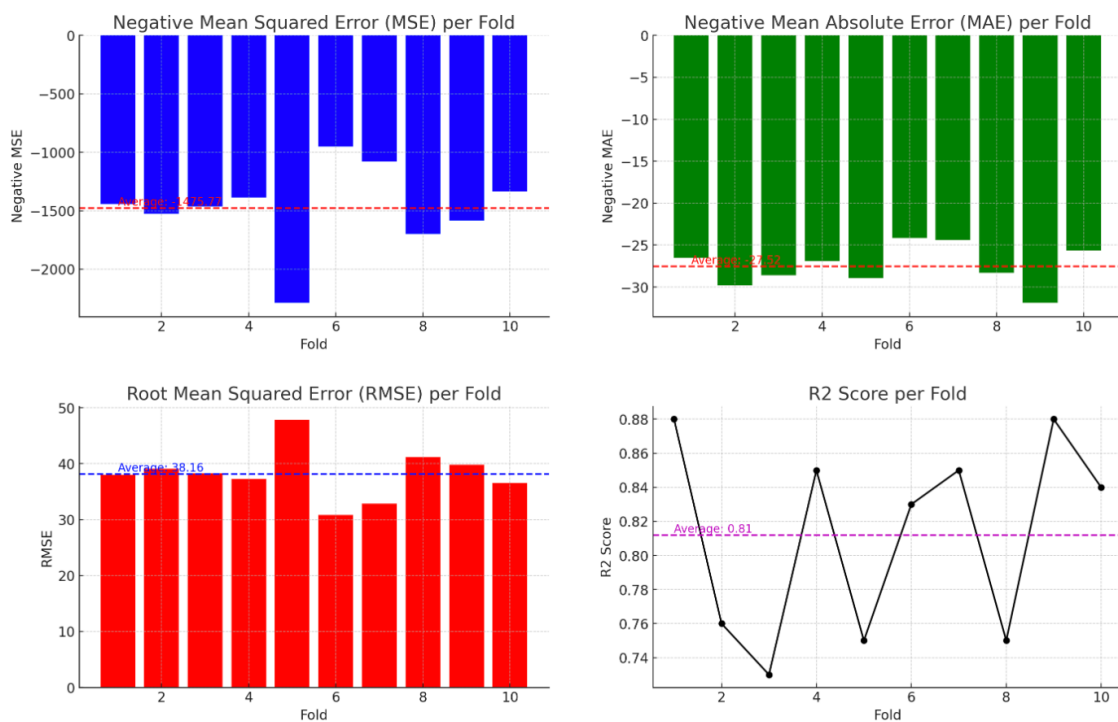 Negative Mean Squared Error (MSE) per Fold
0
−500
−1000
−1500
−2000
Negative MSE
Average: -1475.77
2 4 6 8 10
Fold
Negative Mean Absolute Error (MAE) per Fold
0
−5
−10
−15
−20
−25
−30
Negative MAE
Average: -27.52
2 4 6 8 10
Fold
Root Mean Squared Error (RMSE) per Fold
50
40
30
20
10
0
RMSE
Average: 38.16
2 4 6 8 10
Fold
R2 Score per Fold
0.88
0.86
0.84
0.82
0.80
0.78
0.76
0.74
R2 Score
Average: 0.81
2 4 6 8 10
Fold